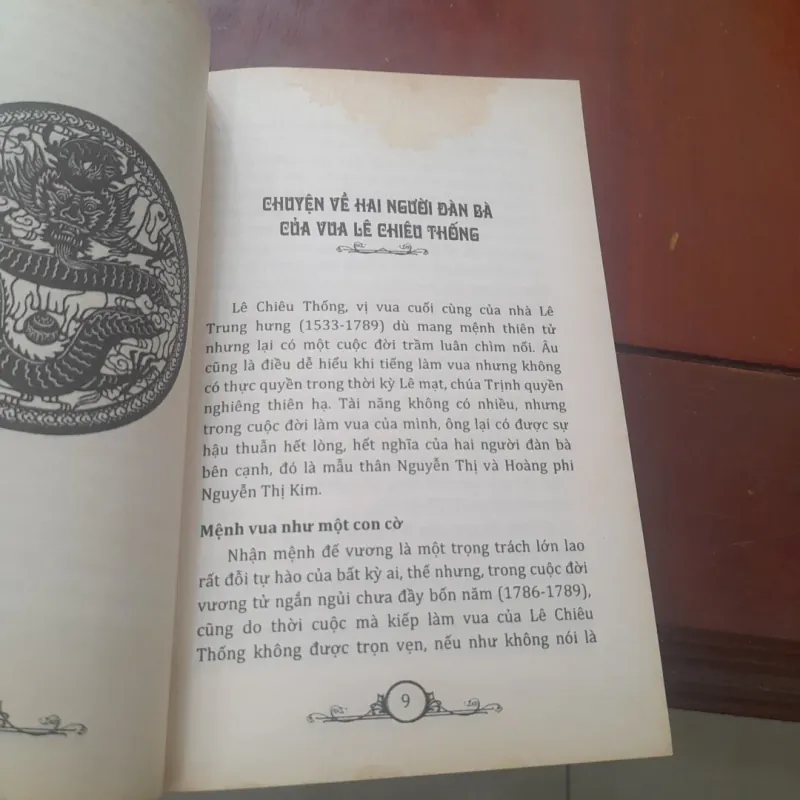 CHUYỆN VỀ HAI NGƯỜI ĐÀN BÀ
CỦA VUA LÊ CHIÊU THỐNG
Lê Chiêu Thống, vị vua cuối cùng của nhà Lê
Trung hưng (1533-1789) dù mang mệnh thiên tử
nhưng lại có một cuộc đời trầm luân chìm nổi. Âu
cũng là điều dễ hiểu khi tiếng làm vua nhưng không
có thực quyền trong thời kỳ Lê mạt, chúa Trịnh quyền
nghiêng thiên hạ. Tài năng không có nhiều, nhưng
trong cuộc đời làm vua của mình, ông lại có được sự
hậu thuẫn hết lòng, hết nghĩa của hai người đàn bà
bên cạnh, đó là mẫu thân Nguyễn Thị và Hoàng phi
Nguyễn Thị Kim.
Mệnh vua như một con cờ
Nhận mệnh đế vương là một trọng trách lớn lao
rất đỗi tự hào của bất kỳ ai, thế nhưng, trong cuộc đời
vương tử ngắn ngủi chưa đầy bốn năm (1786-1789),
cũng do thời cuộc mà kiếp làm vua của Lê Chiêu
Thống không được trọn vẹn, nếu như không nói là
9